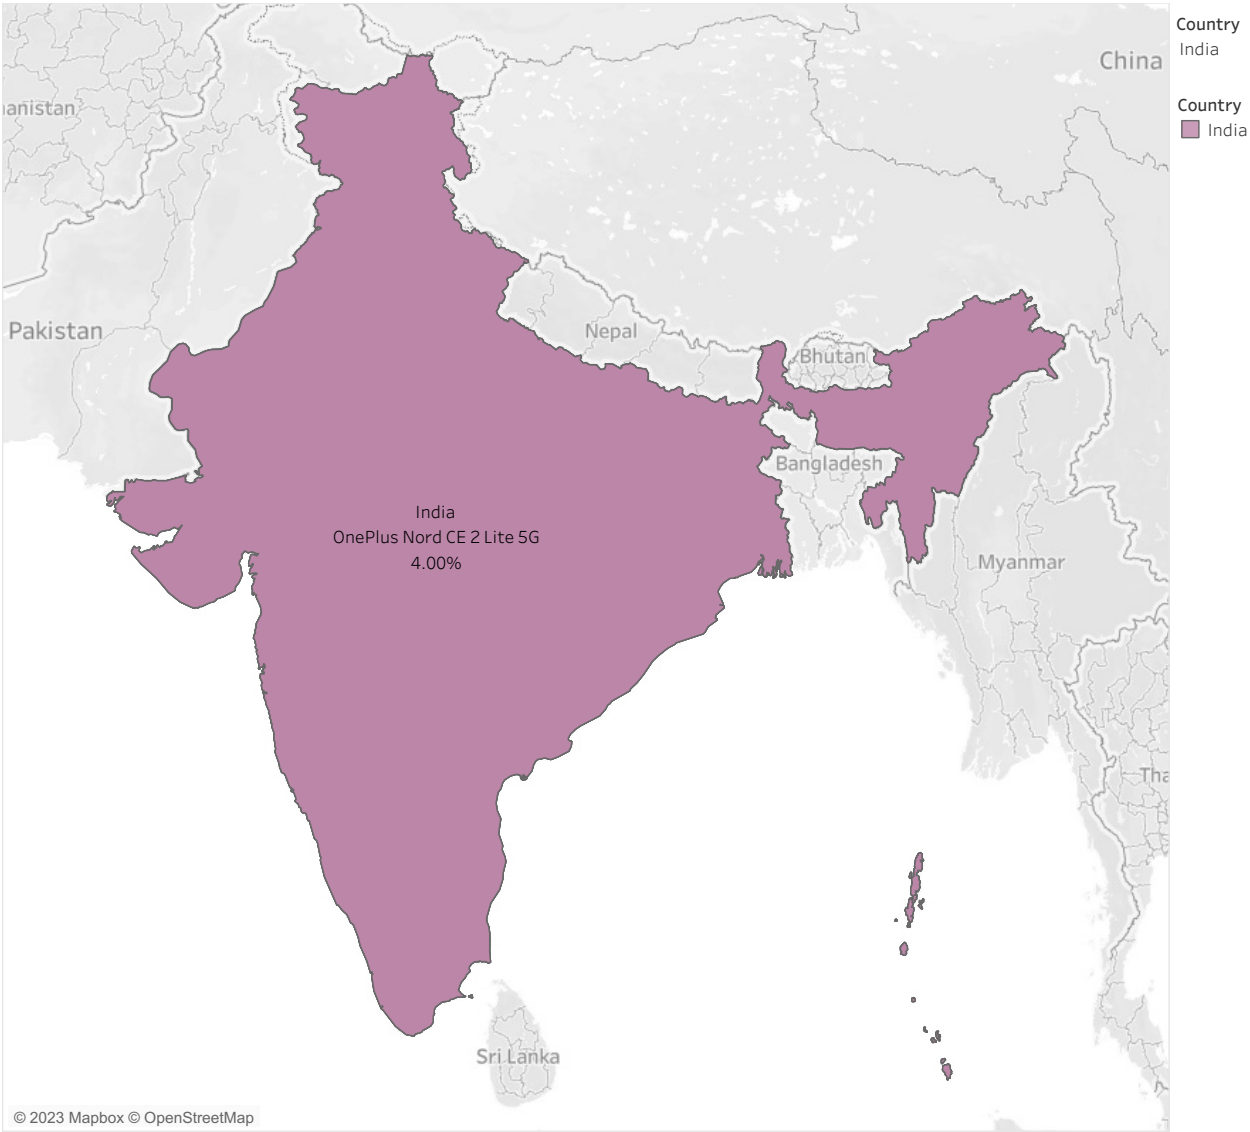 Country
India
Country
India
China
anistan
Pakistan
Nepal
Bhutan
Bangladesh
India
OnePlus Nord CE 2 Lite 5G
4.00%
Myanmar
Tha
Sri Lanka
© 2023 Mapbox © OpenStreetMap